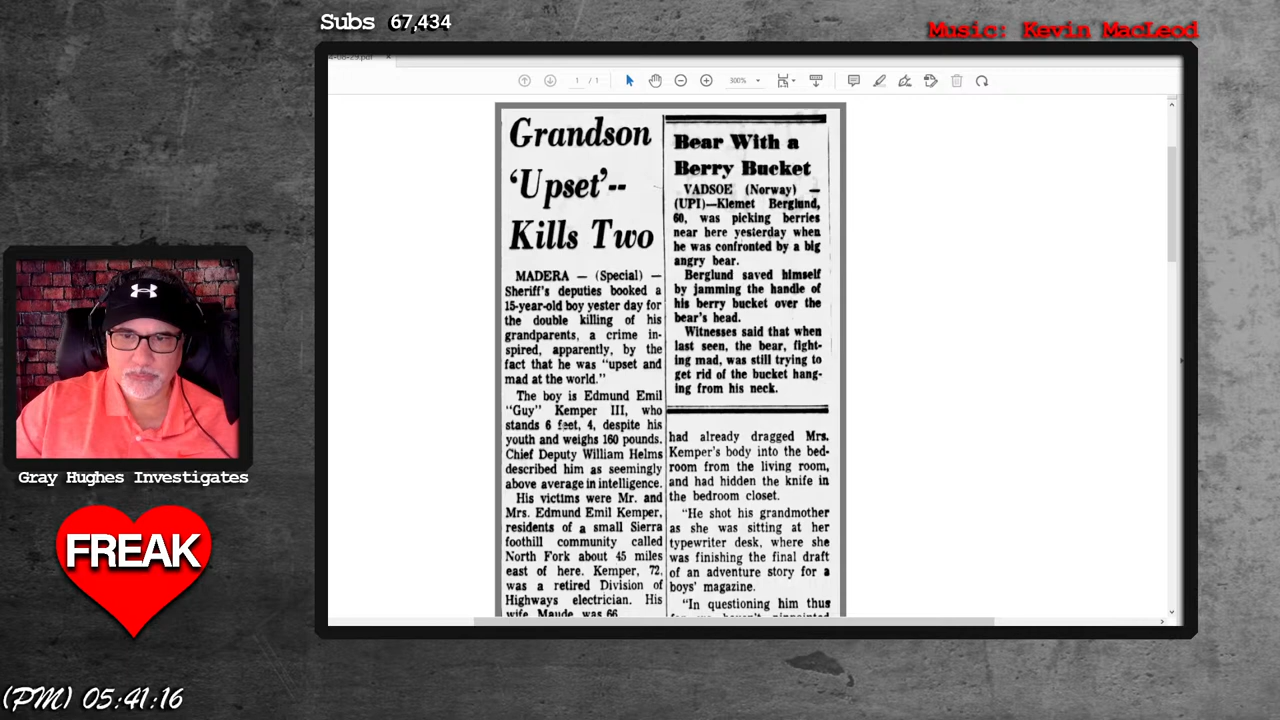 Subs 67,434
Music: Kevin MacLeod
1 / 1
300%
Grandson
‘Upset’--
Kills Two
MADERA — (Special) —
Sheriff's deputies booked a
15-year-old boy yester day for
the double killing of his
grandparents, a crime in-
spired, apparently, by the
fact that he was “upset and
mad at the world.”
The boy is Edmund Emil
“Guy” Kemper III, who
stands 6 feet, 4, despite his
youth and weighs 160 pounds.
Chief Deputy William Helms
described him as seemingly
above average in intelligence.
His victims were Mr. and
Mrs. Edmund Emil Kemper,
residents of a small Sierra
foothill community called
North Fork about 45 miles
east of here. Kemper, 72,
was a retired Division of
Highways electrician. His
wife, Maude, was 66.
Bear With a
Berry Bucket
VADSOE (Norway) —
(UPI)—Klemet Berglund,
60, was picking berries
near here yesterday when
he was confronted by a big
angry bear.
Berglund saved himself
by jamming the handle of
his berry bucket over the
bear's head.
Witnesses said that when
last seen, the bear, fight-
ing mad, was still trying to
get rid of the bucket hang-
ing from his neck.
had already dragged Mrs.
Kemper's body into the bed-
room from the living room,
and had hidden the knife in
the bedroom closet.
“He shot his grandmother
as she was sitting at her
typewriter desk, where she
was finishing the final draft
of an adventure story for a
boys' magazine.
“In questioning him thus
Gray Hughes Investigates
FREAK
(PM) 05:41:16